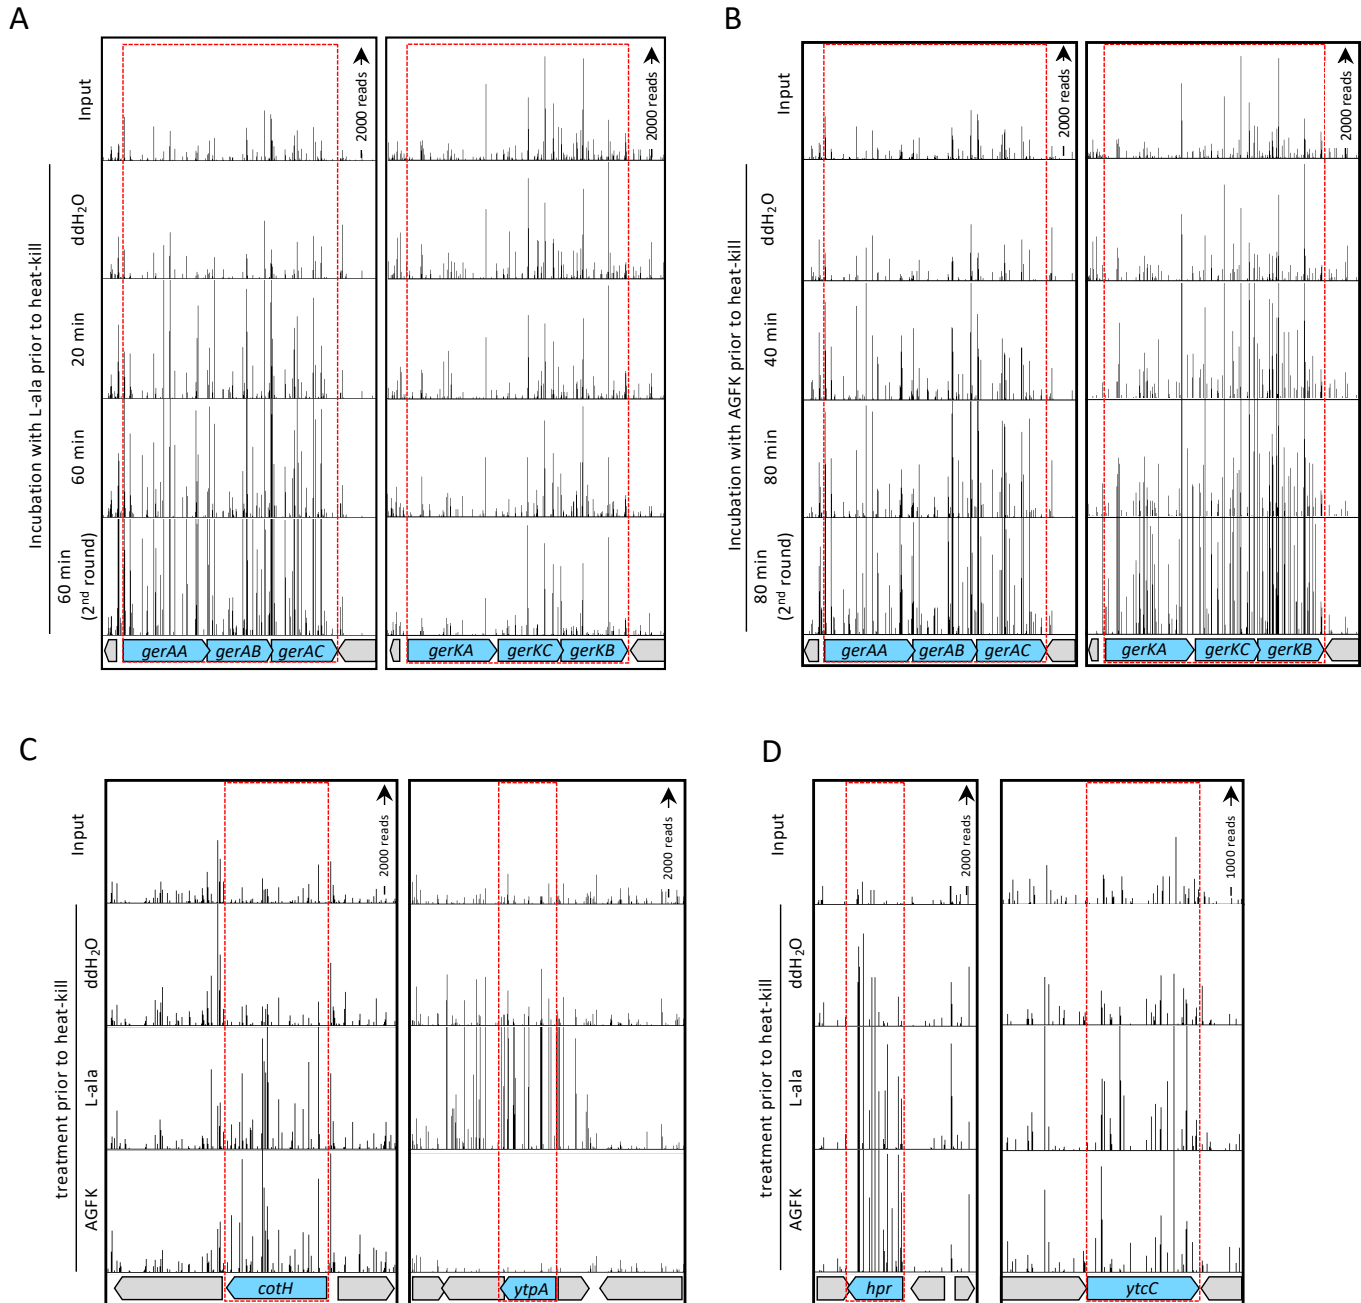 A
Input
ddH₂O
20 min
60 min
60 min
(2nd round)
Incubation with L-ala prior to heat-kill
2000 reads
2000 reads
gerAA
gerAB
gerAC
gerKA
gerKC
gerKB
B
Input
ddH₂O
40 min
80 min
80 min
(2nd round)
Incubation with AGFK prior to heat-kill
2000 reads
2000 reads
gerAA
gerAB
gerAC
gerKA
gerKC
gerKB
C
Input
ddH₂O
L-ala
AGFK
treatment prior to heat-kill
2000 reads
2000 reads
cotH
ytpA
D
Input
ddH₂O
L-ala
AGFK
treatment prior to heat-kill
2000 reads
1000 reads
hpr
ytcC